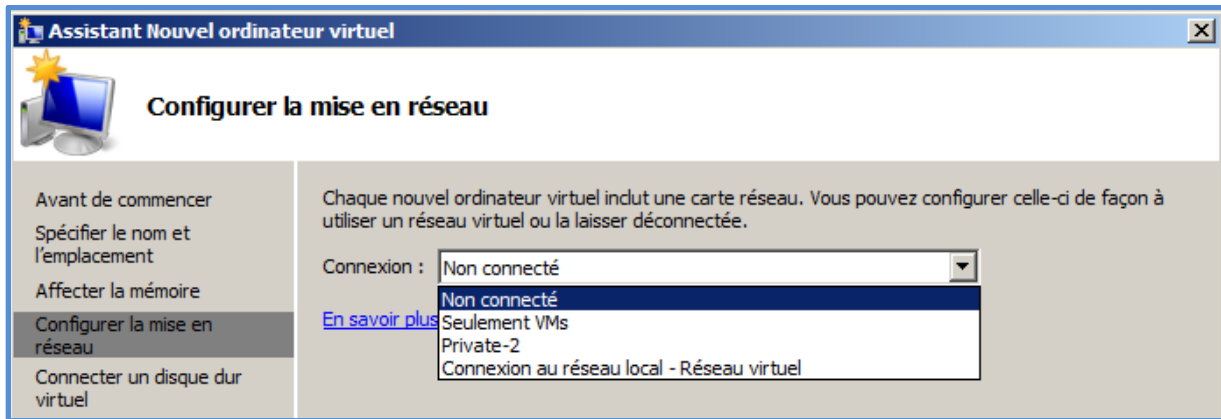 Assistant Nouvel ordinateur virtuel
Configurer la mise en réseau
Avant de commencer
Spécifier le nom et
l'emplacement
Affecter la mémoire
Configurer la mise en
réseau
Connecter un disque dur
virtuel
Chaque nouvel ordinateur virtuel inclut une carte réseau. Vous pouvez configurer celle-ci de façon à
utiliser un réseau virtuel ou la laisser déconnectée.
Connexion : Non connecté
Non connecté
Seulement VMs
Private-2
Connexion au réseau local - Réseau virtuel
En savoir plus